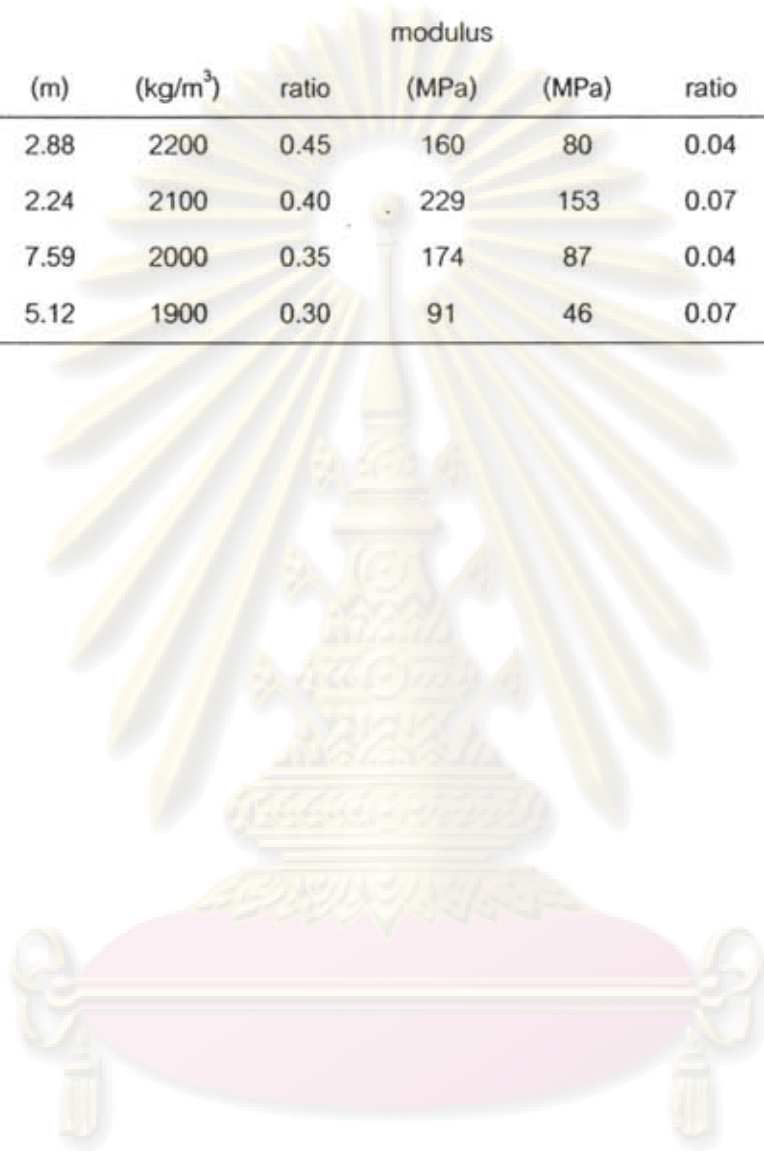 modulus
(m) (kg/m³) ratio (MPa) (MPa) ratio
2.88 2200 0.45 160 80 0.04
2.24 2100 0.40 229 153 0.07
7.59 2000 0.35 174 87 0.04
5.12 1900 0.30 91 46 0.07